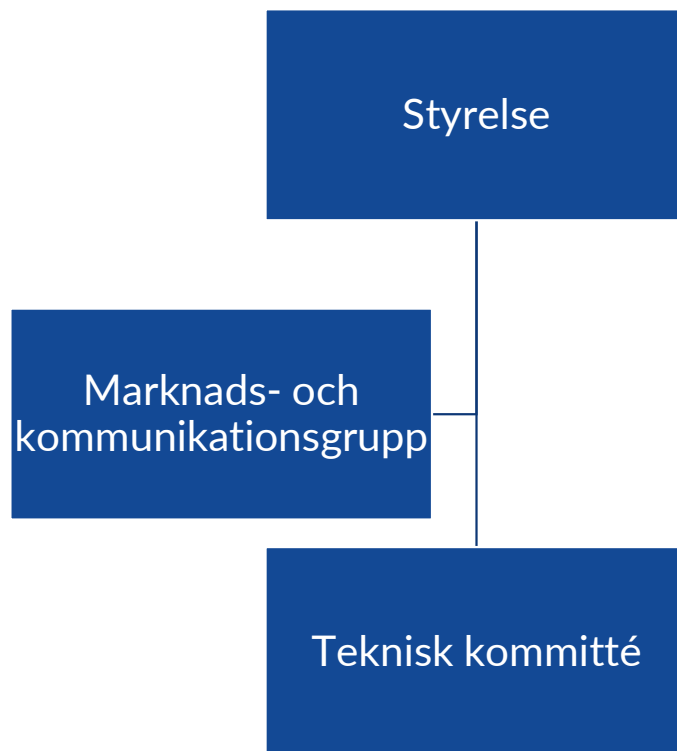 Styrelse
Marknads- och
kommunikationsgrupp
Teknisk kommitté